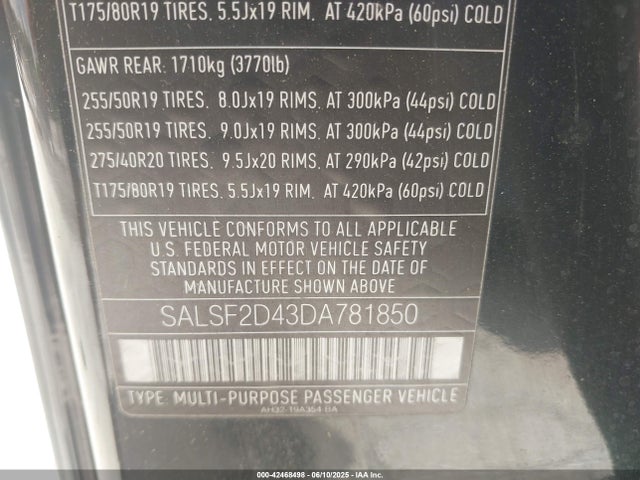 T175/80R19 TIRES. 5.5Jx19 RIM. AT 420kPa (60psi) COLD
GAWR REAR: 1710kg (3770lb)
255/50R19 TIRES. 8.0Jx19 RIMS. AT 300kPa (44psi) COLD
255/50R19 TIRES. 9.0Jx19 RIMS. AT 300kPa (44psi) COLD
275/40R20 TIRES. 9.5Jx20 RIMS. AT 290kPa (42psi) COLD
T175/80R19 TIRES. 5.5Jx19 RIM. AT 420kPa (60psi) COLD
THIS VEHICLE CONFORMS TO ALL APPLICABLE
U.S. FEDERAL MOTOR VEHICLE SAFETY
STANDARDS IN EFFECT ON THE DATE OF
MANUFACTURE SHOWN ABOVE
SALSF2D43DA781850
TYPE: MULTI-PURPOSE PASSENGER VEHICLE
AH32-19A354-BA
000-42468498 - 06/10/2025 - IAA Inc.